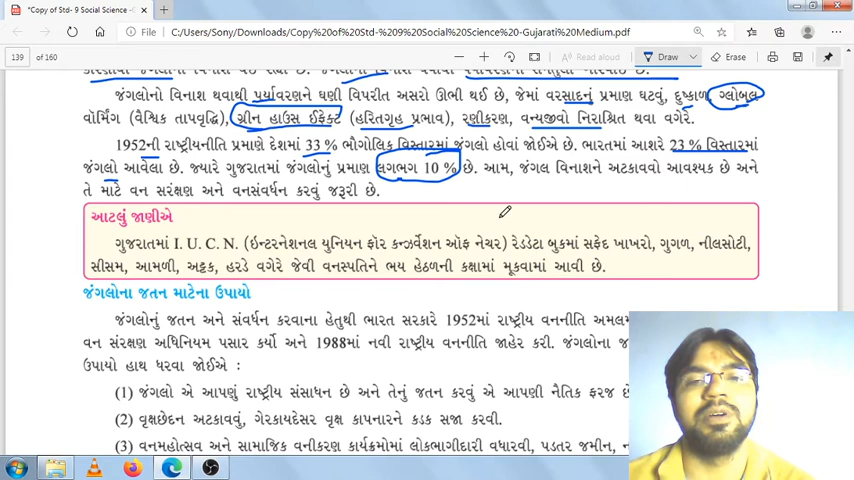 *Copy of Std- 9 Social Science -
File C:/Users/Sony/Downloads/Copy%20of%20Std-%209%20Social%20Science%20-Gujarati%20Medium.pdf
139 of 160 Read aloud Draw Erase
જંગલોનો વિનાશ થવાથી પર્યાવરણને ઘણી વિપરીત અસરો ઊભી થઈ છે, જેમાં વરસાદનું પ્રમાણ ઘટવું, દુષ્કાળ, ગ્લોબલ
વૉર્મિંગ (વૈશ્વિક તાપવૃદ્ધિ), ગ્રીન હાઉસ ઈફેક્ટ (હરિતગૃહ પ્રભાવ), રણીકરણ, વન્યજીવો નિરાશ્રિત થવા વગેરે.
1952ની રાષ્ટ્રીયનીતિ પ્રમાણે દેશમાં 33 % ભૌગોલિક વિસ્તારમાં જંગલો હોવાં જોઈએ છે. ભારતમાં આશરે 23 % વિસ્તારમાં
જંગલો આવેલા છે. જ્યારે ગુજરાતમાં જંગલોનું પ્રમાણ લગભગ 10 % છે. આમ, જંગલ વિનાશને અટકાવવો આવશ્યક છે અને
તે માટે વન સરંક્ષણ અને વનસંવર્ધન કરવું જરૂરી છે.
આટલું જાણીએ
ગુજરાતમાં I. U. C. N. (ઇન્ટરનેશનલ યુનિયન ફૉર કન્ઝર્વેશન ઑફ નેચર) રેડડેટા બુકમાં સફેદ ખાખરો, ગુગળ, નીલસોટી,
સીસમ, આમળી, અટ્ટક, હરડે વગેરે જેવી વનસ્પતિને ભય હેઠળની કક્ષામાં મૂકવામાં આવી છે.
જંગલોના જતન માટેના ઉપાયો
જંગલોનું જતન અને સંવર્ધન કરવાના હેતુથી ભારત સરકારે 1952માં રાષ્ટ્રીય વનનીતિ અમલમ
વન સંરક્ષણ અધિનિયમ પસાર કર્યો અને 1988માં નવી રાષ્ટ્રીય વનનીતિ જાહેર કરી. જંગલોના જ
ઉપાયો હાથ ધરવા જોઈએ :
(1) જંગલો એ આપણું રાષ્ટ્રીય સંસાધન છે અને તેનું જતન કરવું એ આપણી નૈતિક ફરજ છે
(2) વૃક્ષછેદન અટકાવવું, ગેરકાયદેસર વૃક્ષ કાપનારને કડક સજા કરવી.
(3) વનમહોત્સવ અને સામાજિક વનીકરણ કાર્યક્રમોમાં લોકભાગીદારી વધારવી, પડતર જમીન, ન